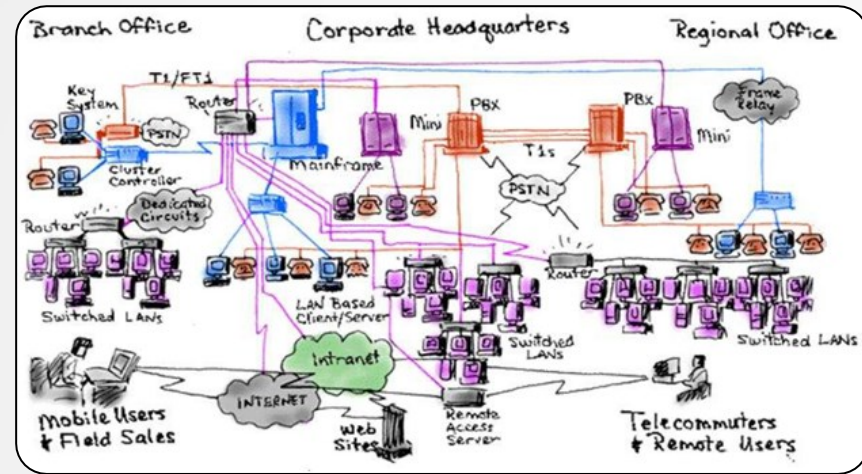 Branch Office
Corporate Headquarters
Regional Office
T1/FT1
Key
System
Router
PBX
PBX
Frame
Relay
PSTN
Mini
Mini
Mainframe
T1s
Cluster
Controller
PSTN
Dedicated
Circuits
Router
Router
Switched LANs
LAN Based
Client/Server
Switched
LANs
Switched LANs
Intranet
INTERNET
Mobile Users
& Field Sales
Web
Sites
Remote
Access
Server
Telecommuters
& Remote Users